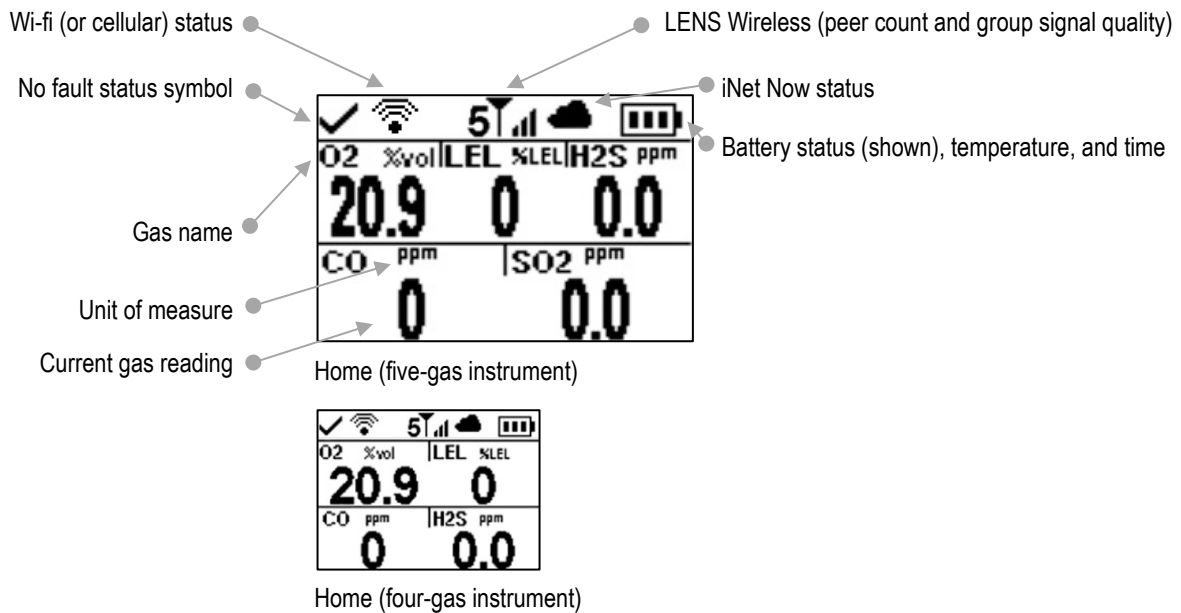 Wi-fi (or cellular) status
LENS Wireless (peer count and group signal quality)
No fault status symbol
iNet Now status
Battery status (shown), temperature, and time
5
O2 %vol LEL %LEL H2S ppm
20.9 0 0.0
Gas name
CO ppm SO2 ppm
Unit of measure
0 0.0
Current gas reading
Home (five-gas instrument)
5
O2 %vol LEL %LEL
20.9 0
CO ppm H2S ppm
0 0.0
Home (four-gas instrument)